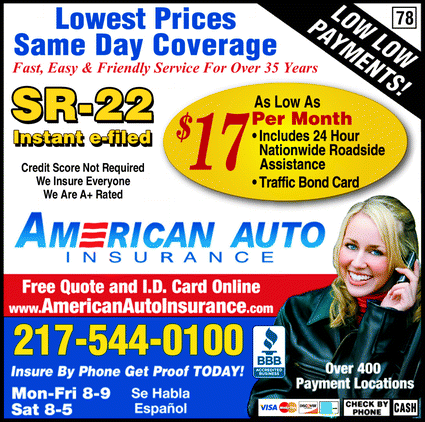 Lowest Prices
Same Day Coverage
Fast, Easy & Friendly Service For Over 35 Years
LOW LOW
PAYMENTS!
78
SR-22
Instant e-filed
Credit Score Not Required
We Insure Everyone
We Are A+ Rated
As Low As
$17
Per Month
• Includes 24 Hour
Nationwide Roadside
Assistance
• Traffic Bond Card
AMERICAN AUTO
INSURANCE
Free Quote and I.D. Card Online
www.AmericanAutoInsurance.com
217-544-0100
Insure By Phone Get Proof TODAY!
Mon-Fri 8-9
Sat 8-5
Se Habla
Español
BBB
ACCREDITED
BUSINESS
Over 400
Payment Locations
VISA
DISCOVER
CHECK BY
PHONE
CASH